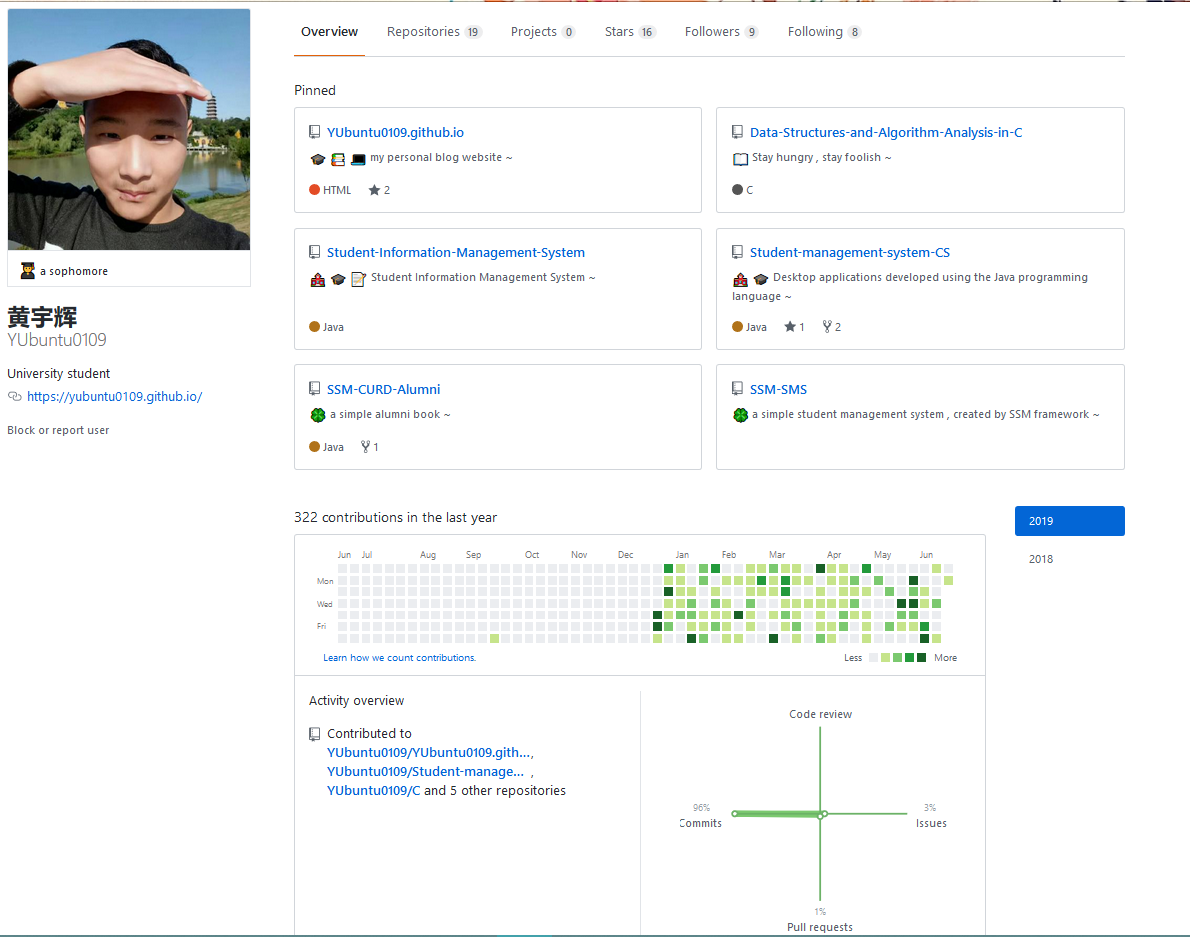 Overview Repositories 19 Projects 0 Stars 16 Followers 9 Following 8
a sophomore
黄宇辉
YUbuntu0109
University student
https://yubuntu0109.github.io/
Block or report user
Pinned
YUbuntu0109.github.io
my personal blog website ~
HTML 2
Data-Structures-and-Algorithm-Analysis-in-C
Stay hungry , stay foolish ~
C
Student-Information-Management-System
Student Information Management System ~
Java
Student-management-system-CS
Desktop applications developed using the Java programming
language ~
Java 1 2
SSM-CURD-Alumni
a simple alumni book ~
Java 1
SSM-SMS
a simple student management system , created by SSM framework ~
322 contributions in the last year
2019
2018
Jun Jul Aug Sep Oct Nov Dec Jan Feb Mar Apr May Jun
Mon
Wed
Fri
Learn how we count contributions.
Less More
Activity overview
Contributed to
YUbuntu0109/YUbuntu0109.gith...,
YUbuntu0109/Student-manage... ,
YUbuntu0109/C and 5 other repositories
Code review
96%
Commits
3%
Issues
1%
Pull requests